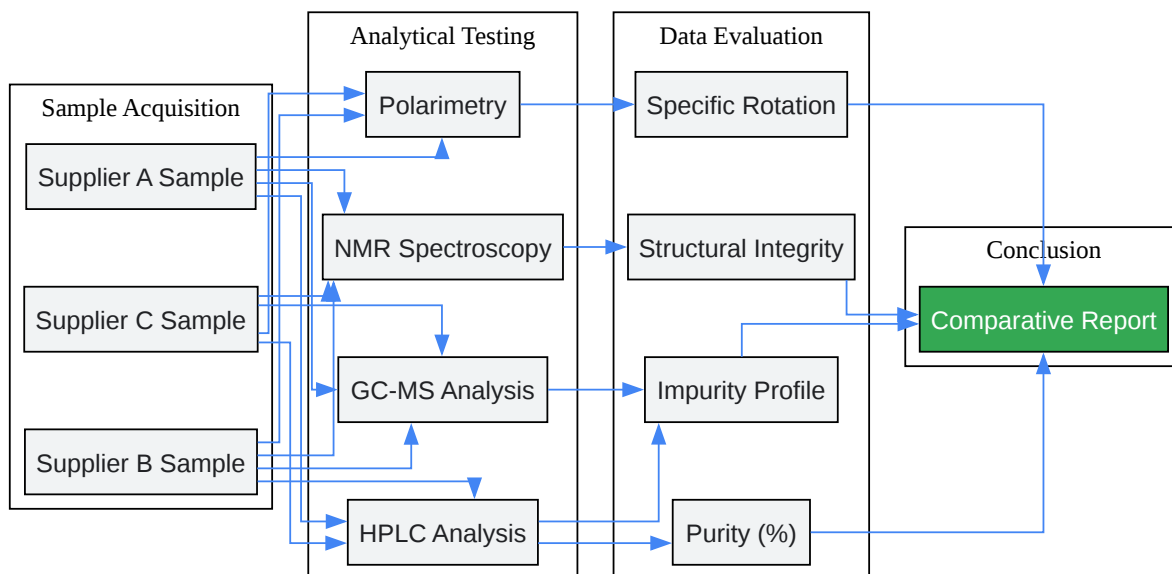 Sample Acquisition
Supplier A Sample
Supplier C Sample
Supplier B Sample
Analytical Testing
Polarimetry
NMR Spectroscopy
GC-MS Analysis
HPLC Analysis
Data Evaluation
Specific Rotation
Structural Integrity
Impurity Profile
Purity (%)
Conclusion
Comparative Report